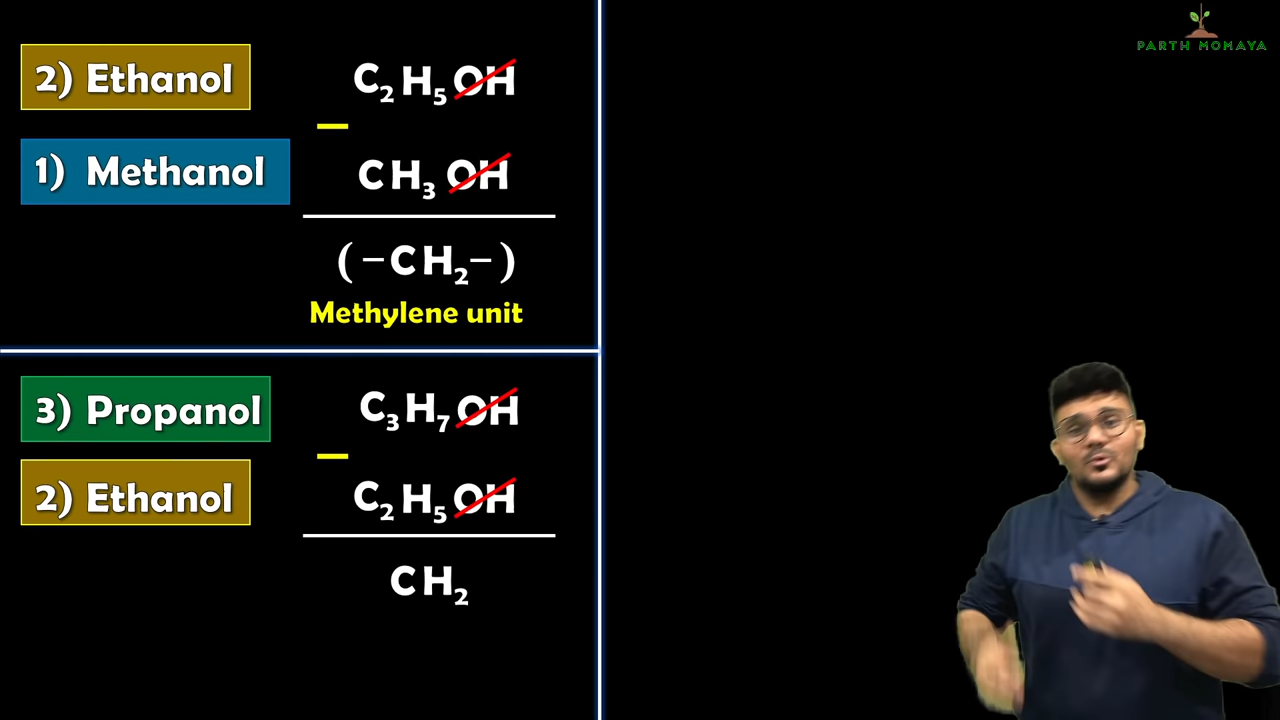 PARTH MOMAYA
2) Ethanol
C₂H₅OH
–
1) Methanol
CH₃OH
(–CH₂–)
Methylene unit
3) Propanol
C₃H₇OH
–
2) Ethanol
C₂H₅OH
CH₂